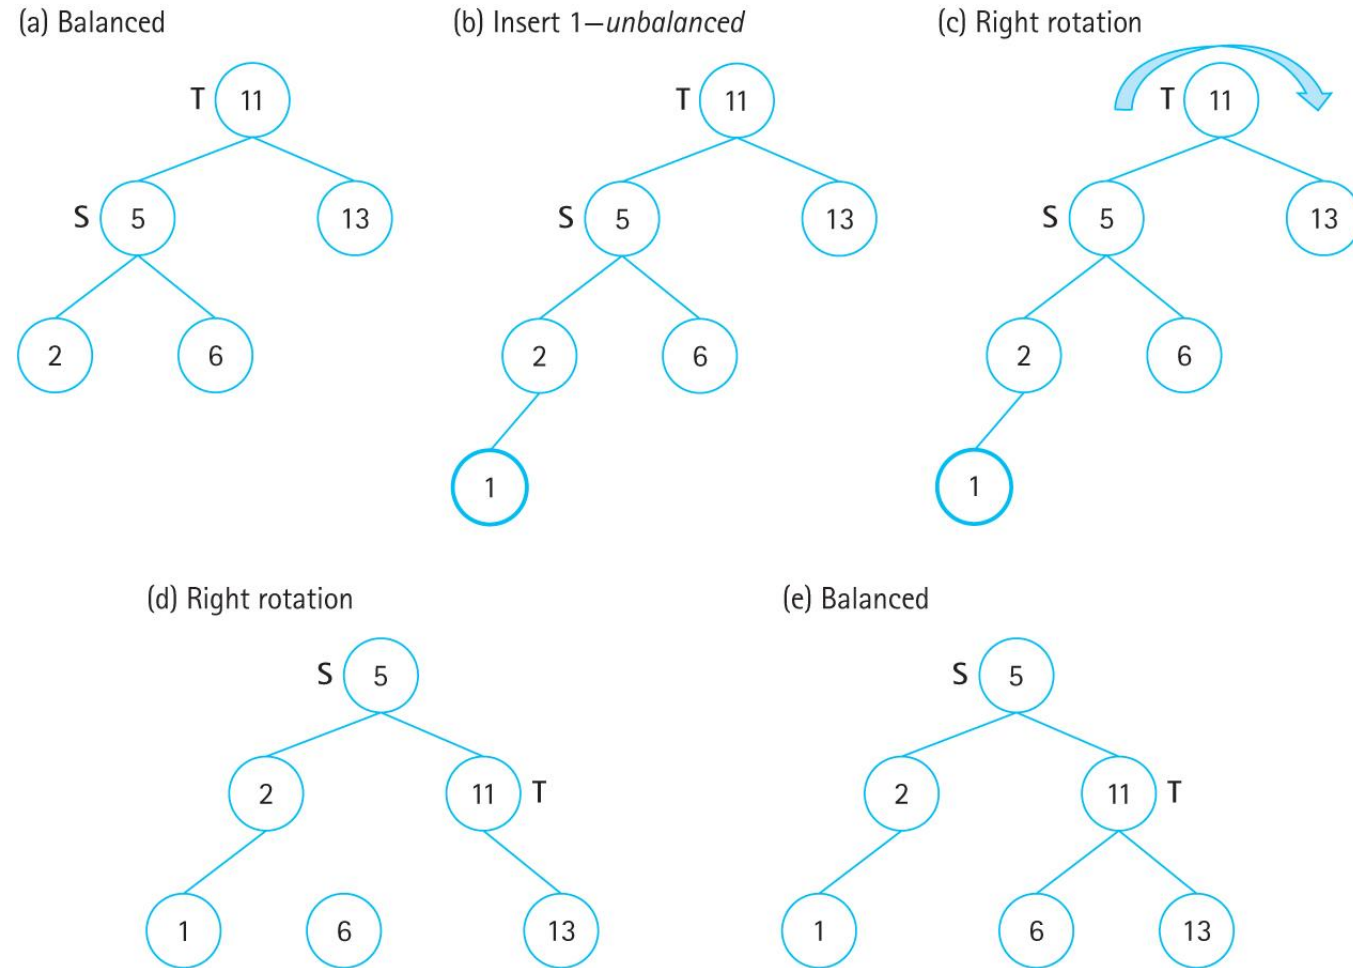 (a) Balanced
(b) Insert 1—unbalanced
(c) Right rotation
T 11
T 11
T 11
S 5
13
S 5
13
S 5
13
2
6
2
6
2
6
1
1
(d) Right rotation
(e) Balanced
S 5
S 5
2
11 T
2
11 T
1
6
13
1
6
13